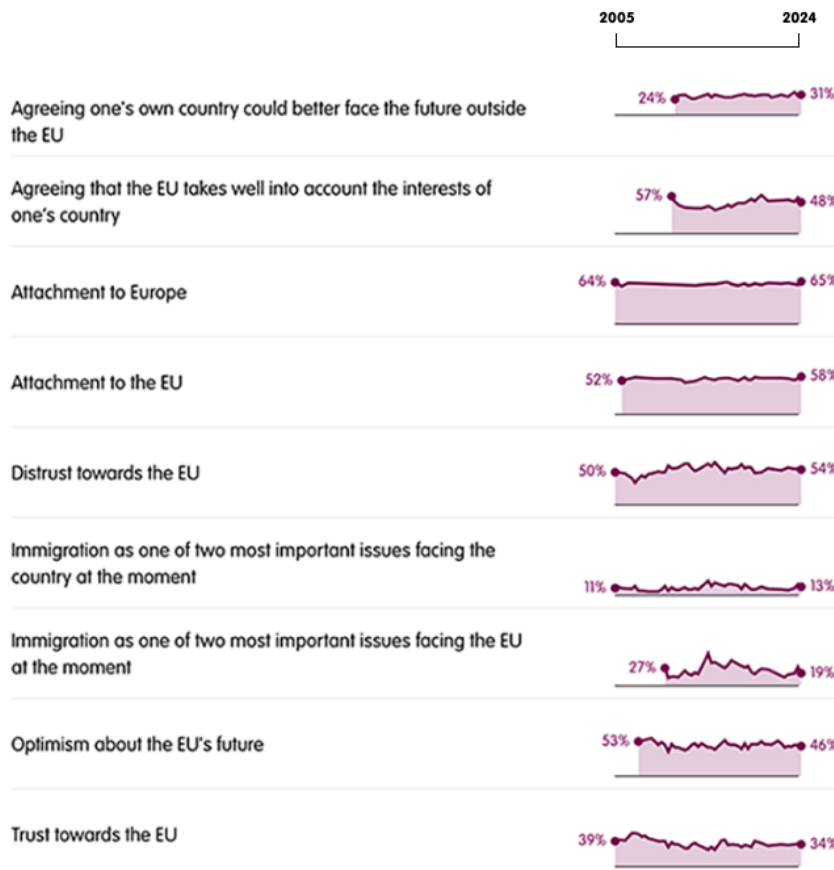 2005 2024
24% 31%
Agreeing one's own country could better face the future outside
the EU
Agreeing that the EU takes well into account the interests of
57% 48%
one's country
64% 65%
Attachment to Europe
52% 58%
Attachment to the EU
Distrust towards the EU
50% 54%
Immigration as one of two most important issues facing the
country at the moment
11% 13%
Immigration as one of two most important issues facing the EU
at the moment
27% 19%
Optimism about the EU's future
53% 46%
Trust towards the EU
39% 34%